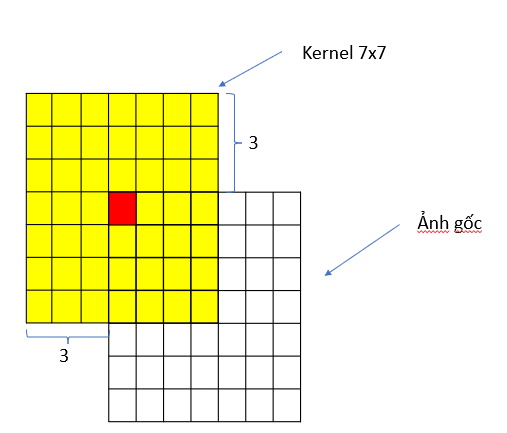 Kernel 7x7
3
Ảnh gốc
3